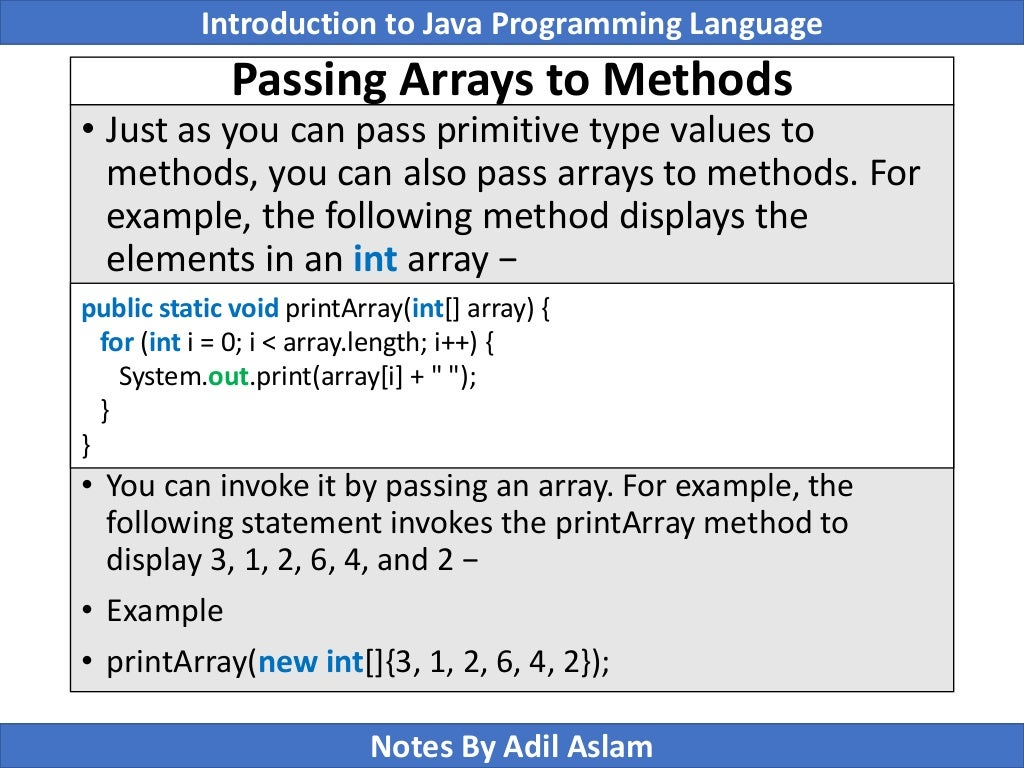 Introduction to Java Programming Language
Passing Arrays to Methods
• Just as you can pass primitive type values to
methods, you can also pass arrays to methods. For
example, the following method displays the
elements in an int array −
public static void printArray(int[] array) {
for (int i = 0; i < array.length; i++) {
System.out.print(array[i] + " ");
}
}
• You can invoke it by passing an array. For example, the
following statement invokes the printArray method to
display 3, 1, 2, 6, 4, and 2 −
• Example
• printArray(new int[]{3, 1, 2, 6, 4, 2});
Notes By Adil Aslam